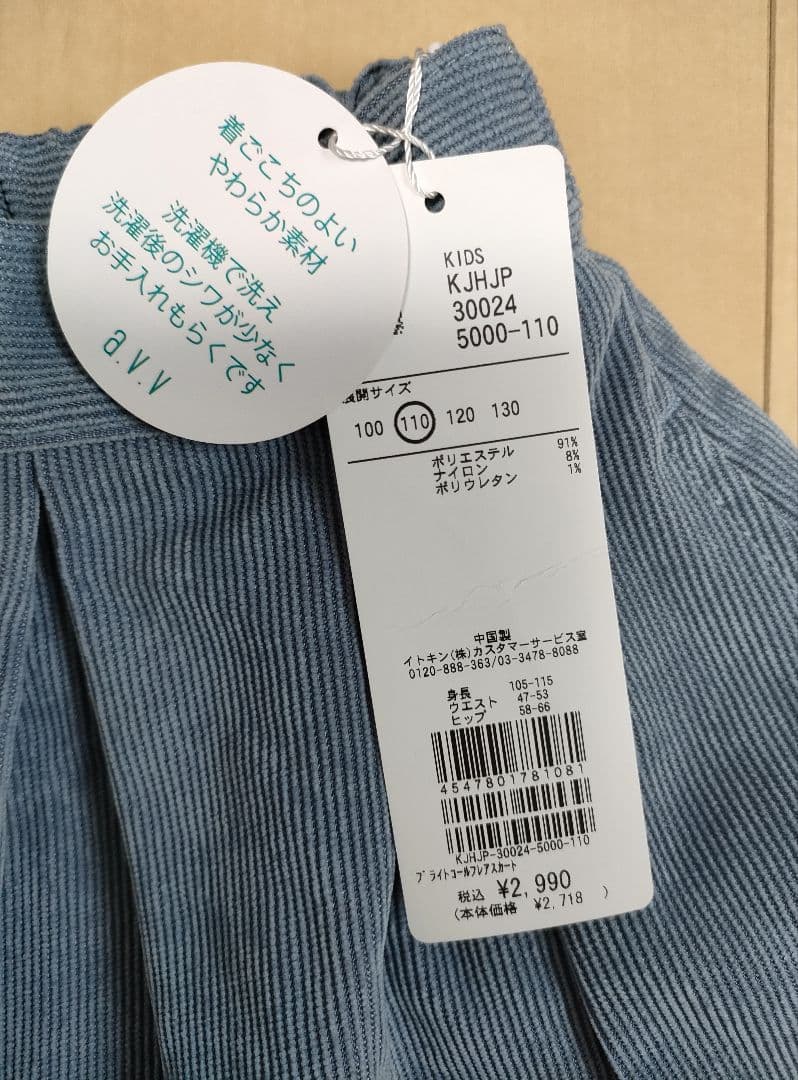 着ごこちのよい
やわらか素材
洗濯機で洗え
洗濯後のシワが少なく
お手入れもらくです
a.v.v
KIDS
KJHJP
30024
5000-110
展開サイズ
100 110 120 130
ポリエステル 91%
ナイロン 8%
ポリウレタン 1%
中国製
イトキン(株)カスタマーサービス室
0120-888-363/03-3478-8088
身長 105-115
ウエスト 47-53
ヒップ 58-66
4547801781081
KJHJP-30024-5000-110
ブライトコールフレアスカート
税込 ¥2,990
(本体価格 ¥2,718 )